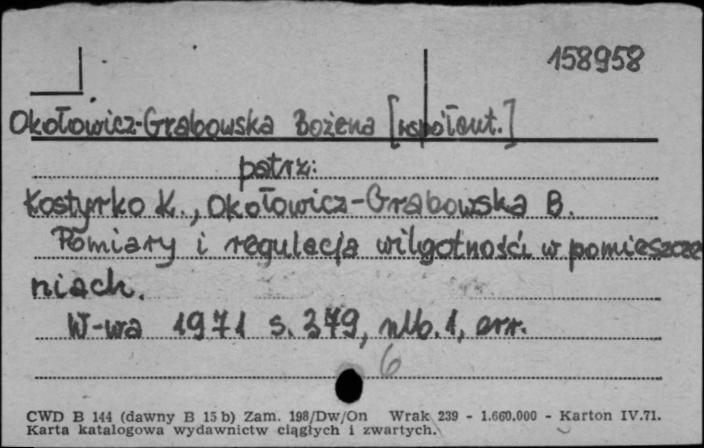 158958
Okołowicz-Grabowska Bożena [współaut.]
patrz:
Kostyrko K., Okołowicz-Grabowska B.
Pomiary i regulacja wilgotności w pomieszcze
niach.
W-wa 1971 s. 379, nlb. 1, err.
6
CWD B 144 (dawny B 15 b) Zam. 198/Dw/On Wrak 239 - 1.660.000 - Karton IV.71.
Karta katalogowa wydawnictw ciągłych i zwartych.